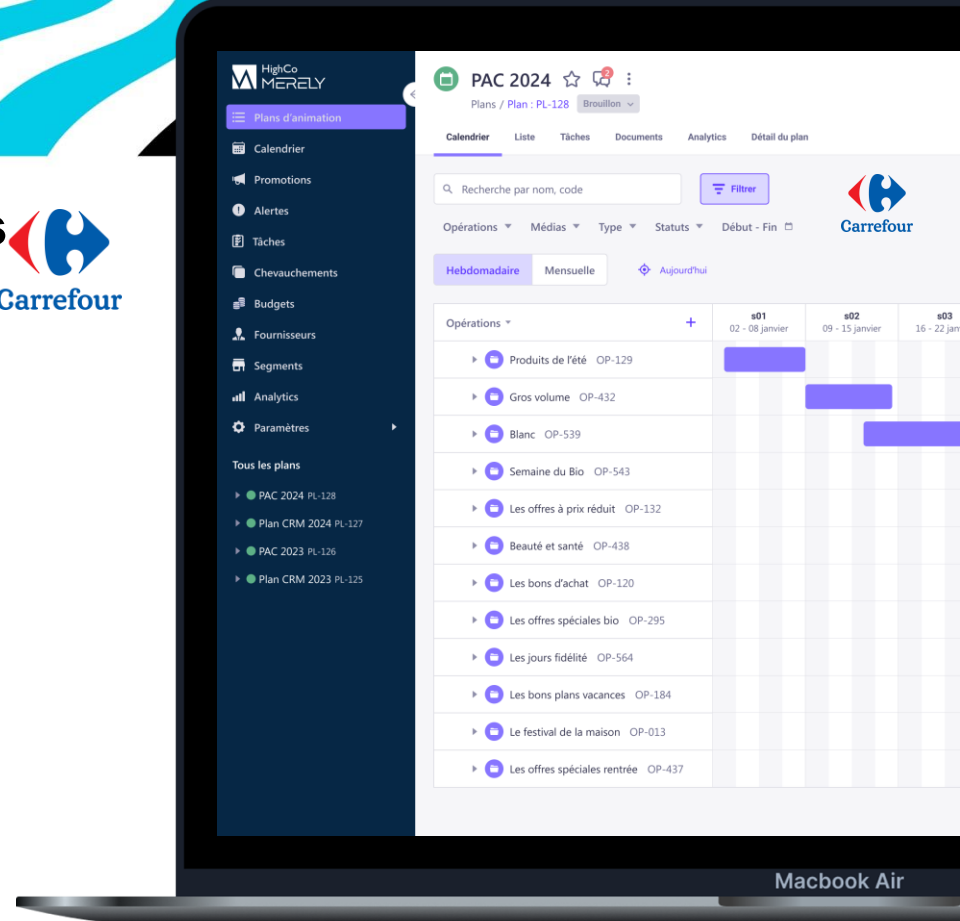 HighCo
MERELY
Plans d'animation
Calendrier
Promotions
Alertes
Tâches
Chevauchements
Budgets
Fournisseurs
Segments
Analytics
Paramètres
Tous les plans
PAC 2024 PL-128
Plan CRM 2024 PL-127
PAC 2023 PL-126
Plan CRM 2023 PL-125
s
Carrefour
PAC 2024
2
Plans / Plan : PL-128 Brouillon
Calendrier Liste Tâches Documents Analytics Détail du plan
Recherche par nom, code
Filtrer
Carrefour
Opérations Médias Type Statuts Début - Fin
Hebdomadaire Mensuelle Aujourd'hui
Opérations +
s01 s02 s03
02 - 08 janvier 09 - 15 janvier 16 - 22 jan
Produits de l'été OP-129
Gros volume OP-432
Blanc OP-539
Semaine du Bio OP-543
Les offres à prix réduit OP-132
Beauté et santé OP-438
Les bons d'achat OP-120
Les offres spéciales bio OP-295
Les jours fidélité OP-564
Les bons plans vacances OP-184
Le festival de la maison OP-013
Les offres spéciales rentrée OP-437
Macbook Air